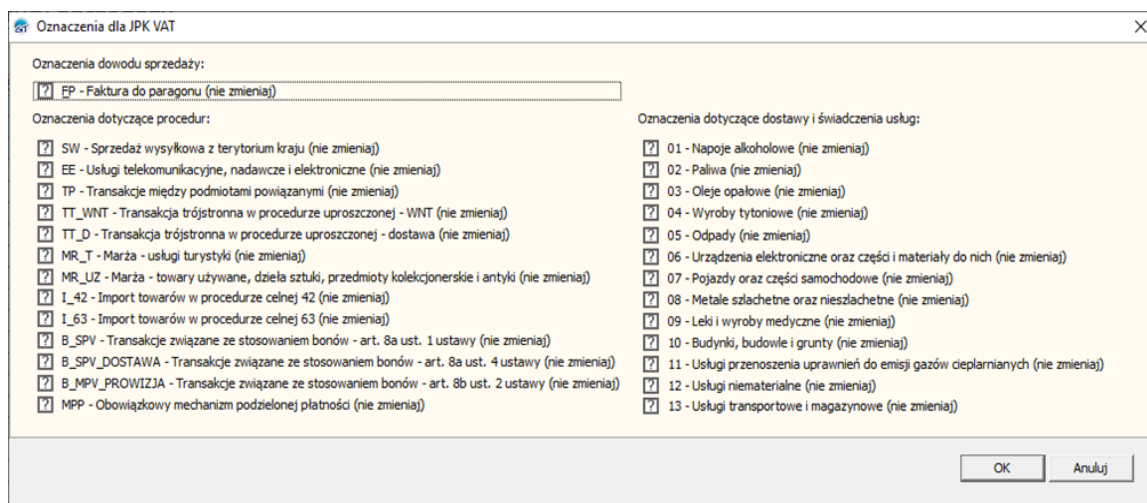 Oznaczenia dla JPK VAT
Oznaczenia dowodu sprzedaży:
? FP - Faktura do paragonu (nie zmieniaj)
Oznaczenia dotyczące procedur:
? SW - Sprzedaż wysyłkowa z terytorium kraju (nie zmieniaj)
? EE - Usługi telekomunikacyjne, nadawcze i elektroniczne (nie zmieniaj)
? TP - Transakcje między podmiotami powiązanymi (nie zmieniaj)
? TT_WNT - Transakcja trójstronna w procedurze uproszczonej - WNT (nie zmieniaj)
? TT_D - Transakcja trójstronna w procedurze uproszczonej - dostawa (nie zmieniaj)
? MR_T - Marża - usługi turystyki (nie zmieniaj)
? MR_UZ - Marża - towary używane, dzieła sztuki, przedmioty kolekcjonerskie i antyki (nie zmieniaj)
? I_42 - Import towarów w procedurze celnej 42 (nie zmieniaj)
? I_63 - Import towarów w procedurze celnej 63 (nie zmieniaj)
? B_SPV - Transakcje związane ze stosowaniem bonów - art. 8a ust. 1 ustawy (nie zmieniaj)
? B_SPV_DOSTAWA - Transakcje związane ze stosowaniem bonów - art. 8a ust. 4 ustawy (nie zmieniaj)
? B_MPV_PROWIZJA - Transakcje związane ze stosowaniem bonów - art. 8b ust. 2 ustawy (nie zmieniaj)
? MPP - Obowiązkowy mechanizm podzielonej płatności (nie zmieniaj)
Oznaczenia dotyczące dostawy i świadczenia usług:
? 01 - Napoje alkoholowe (nie zmieniaj)
? 02 - Paliwa (nie zmieniaj)
? 03 - Oleje opałowe (nie zmieniaj)
? 04 - Wyroby tytoniowe (nie zmieniaj)
? 05 - Odpady (nie zmieniaj)
? 06 - Urządzenia elektroniczne oraz części i materiały do nich (nie zmieniaj)
? 07 - Pojazdy oraz części samochodowe (nie zmieniaj)
? 08 - Metale szlachetne oraz nieszlachetne (nie zmieniaj)
? 09 - Leki i wyroby medyczne (nie zmieniaj)
? 10 - Budynki, budowle i grunty (nie zmieniaj)
? 11 - Usługi przenoszenia uprawnień do emisji gazów cieplarnianych (nie zmieniaj)
? 12 - Usługi niematerialne (nie zmieniaj)
? 13 - Usługi transportowe i magazynowe (nie zmieniaj)
OK Anuluj